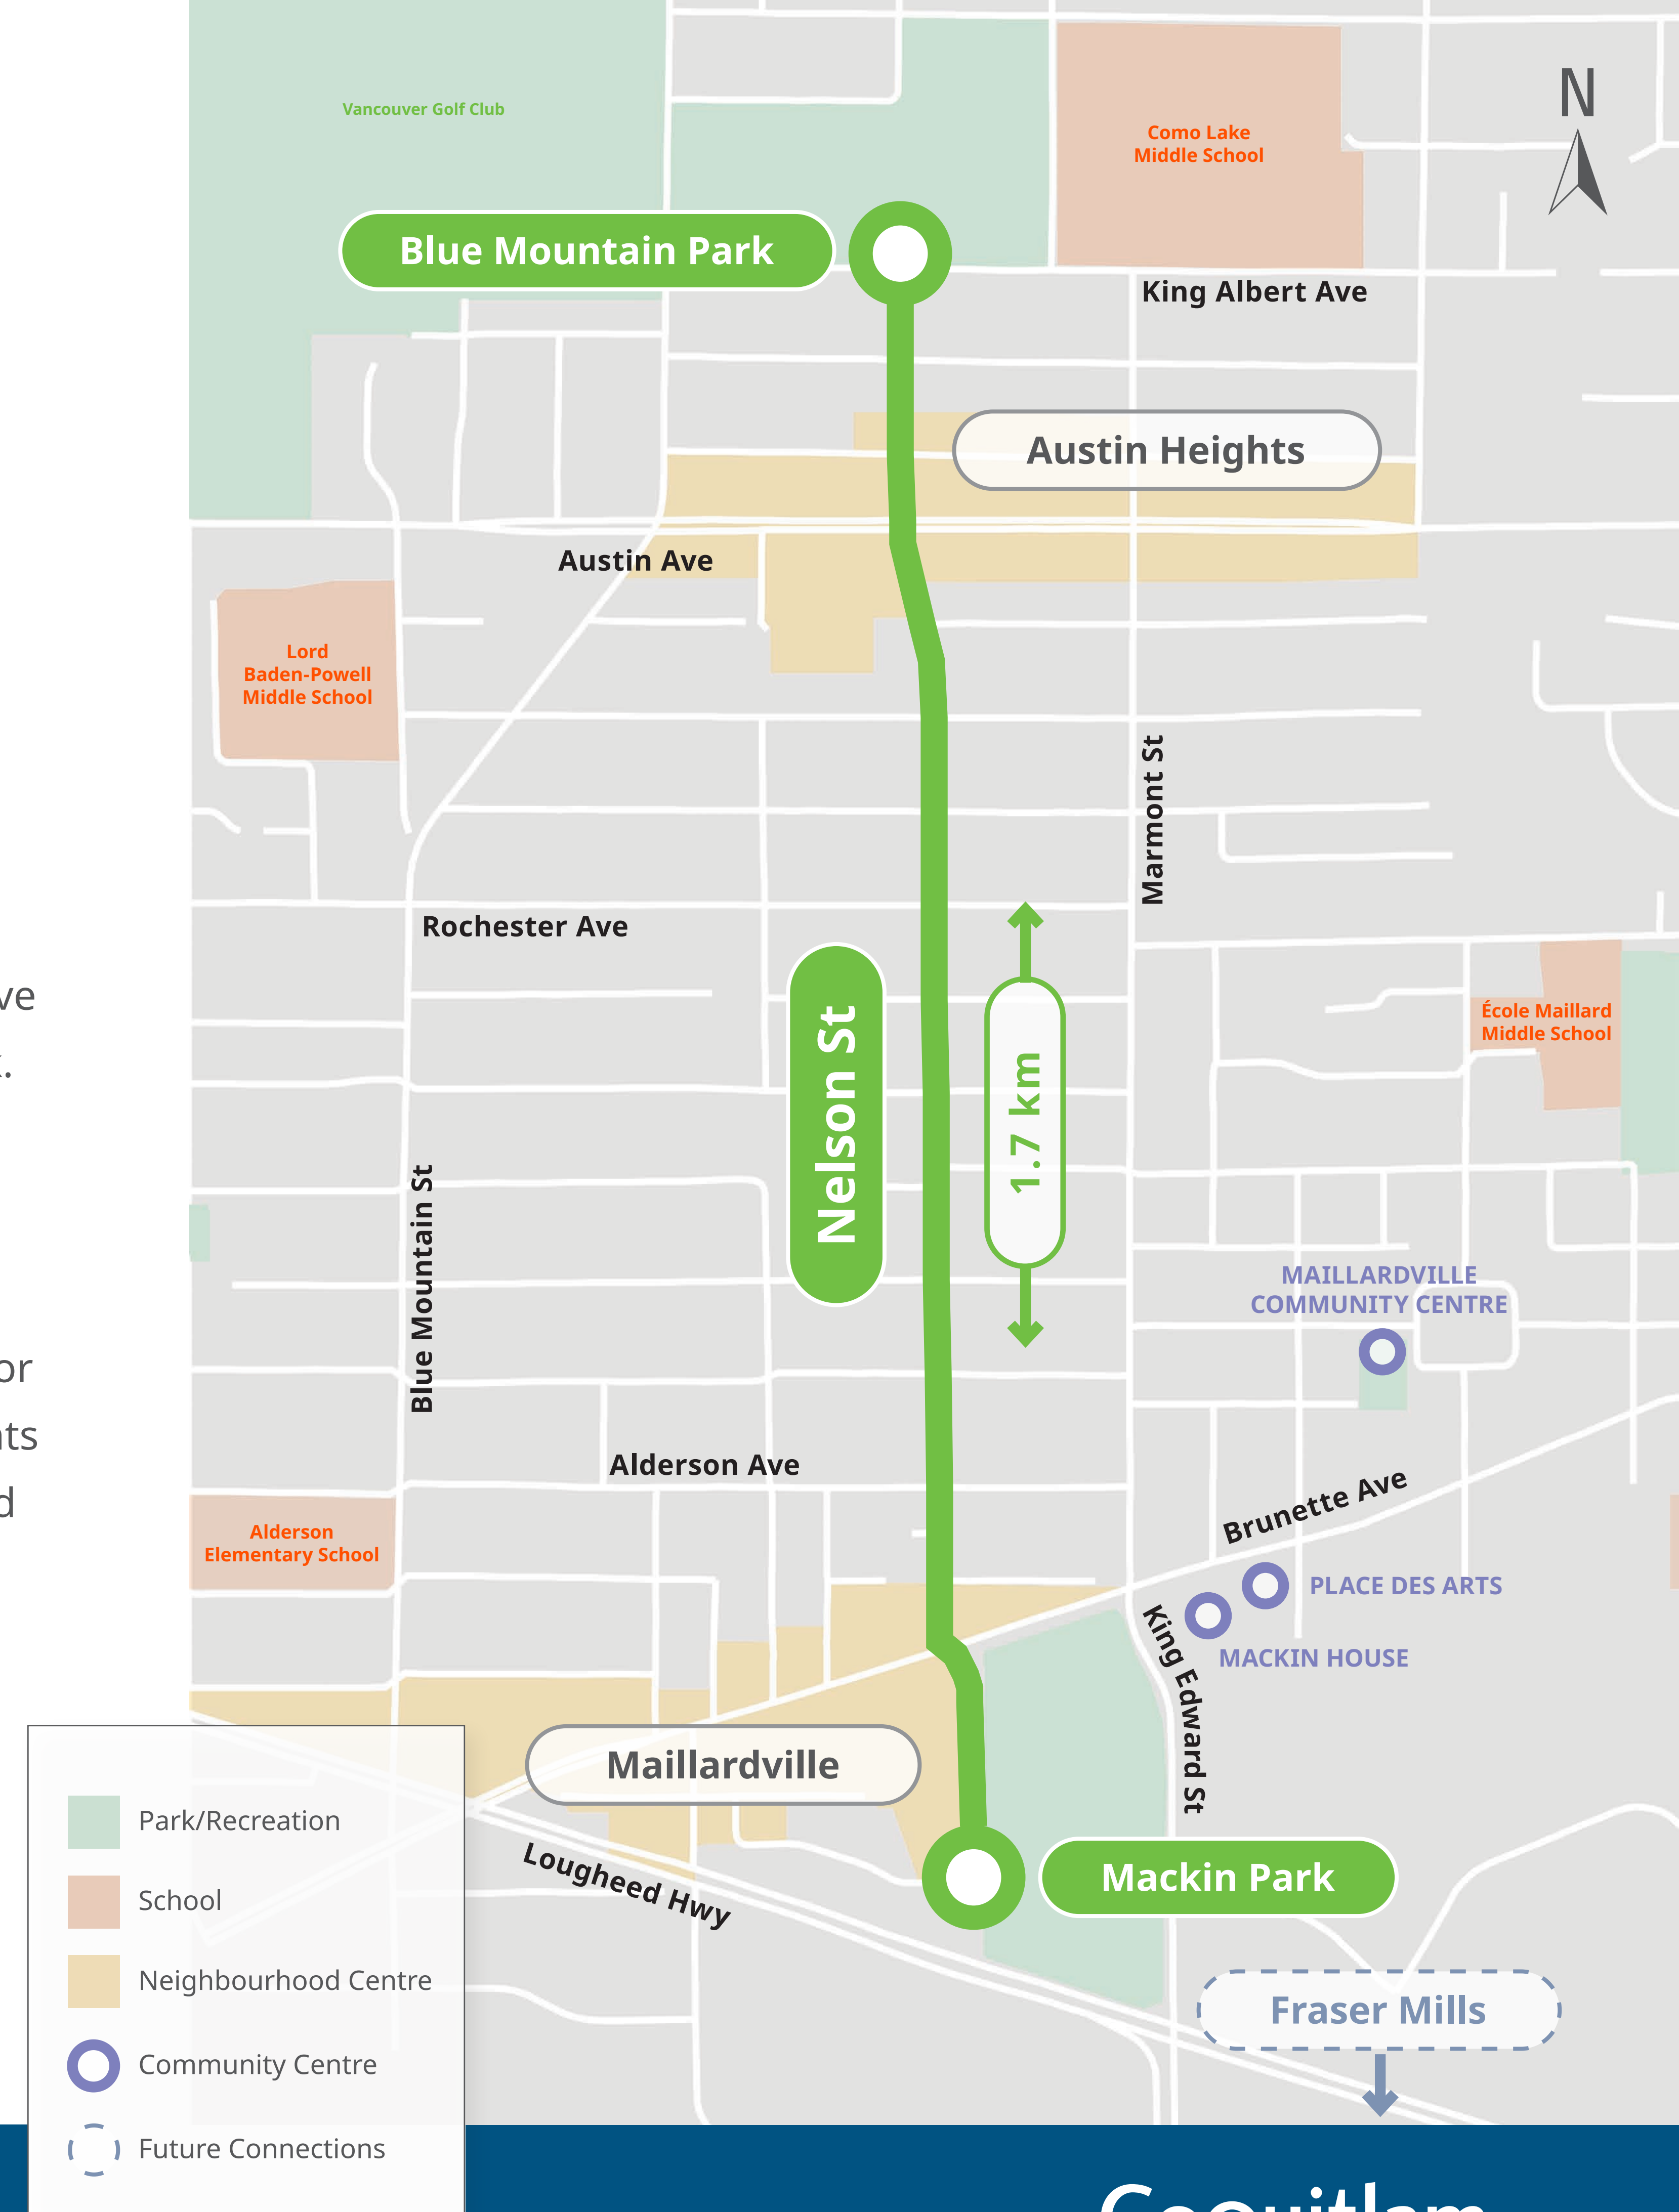 Vancouver Golf Club
Como Lake
Middle School
N
Blue Mountain Park
King Albert Ave
Austin Heights
Austin Ave
Lord
Baden-Powell
Middle School
Marmont St
Rochester Ave
École Maillard
Middle School
Nelson St
1.7 km
Blue Mountain St
MAILLARDVILLE
COMMUNITY CENTRE
Alderson Ave
Brunette Ave
Alderson
Elementary School
PLACE DES ARTS
MACKIN HOUSE
King Edward St
Maillardville
Lougheed Hwy
Mackin Park
Fraser Mills
Park/Recreation
School
Neighbourhood Centre
Community Centre
Future Connections
Coquitlam